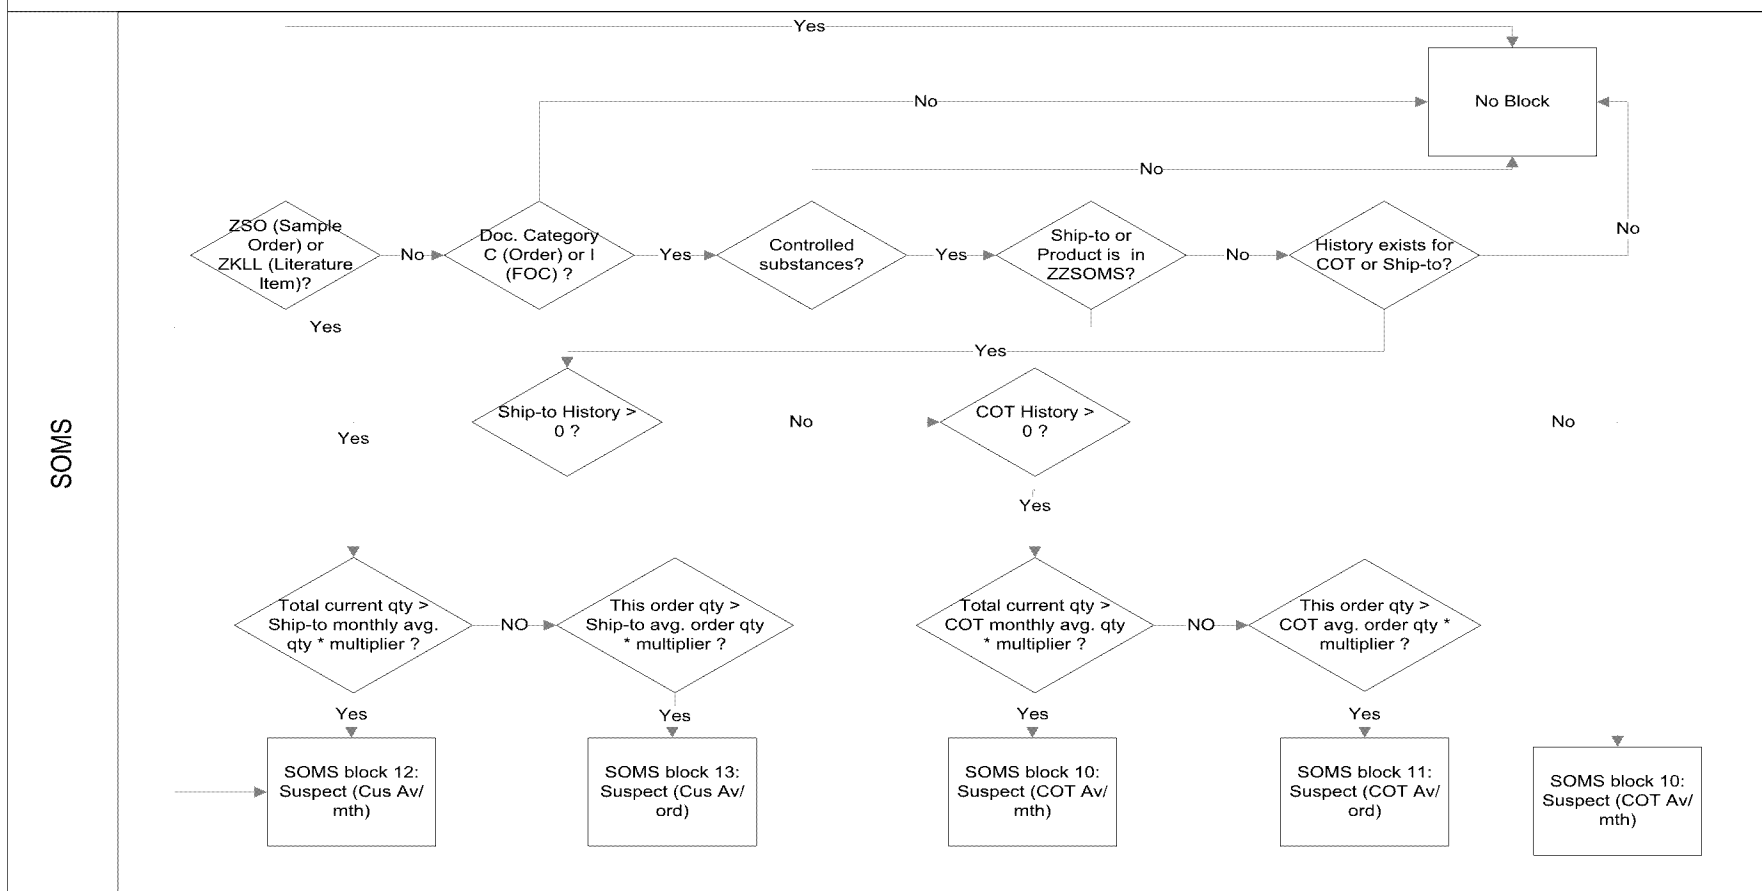 SOMS
Yes
No Block
No
No
ZSO (Sample
Order) or
ZKLL (Literature
Item)?
No
Doc. Category
C (Order) or I
(FOC) ?
Yes
Controlled
substances?
Yes
Ship-to or
Product is in
ZZSOMS?
No
History exists for
COT or Ship-to?
No
Yes
Yes
Ship-to History >
0 ?
No
COT History >
0 ?
No
Yes
Yes
Total current qty >
Ship-to monthly avg.
qty * multiplier ?
NO
This order qty >
Ship-to avg. order qty
* multiplier ?
Total current qty >
COT monthly avg. qty
* multiplier ?
NO
This order qty >
COT avg. order qty *
multiplier ?
Yes
Yes
Yes
Yes
SOMS block 12:
Suspect (Cus Av/
mth)
SOMS block 13:
Suspect (Cus Av/
ord)
SOMS block 10:
Suspect (COT Av/
mth)
SOMS block 11:
Suspect (COT Av/
ord)
SOMS block 10:
Suspect (COT Av/
mth)